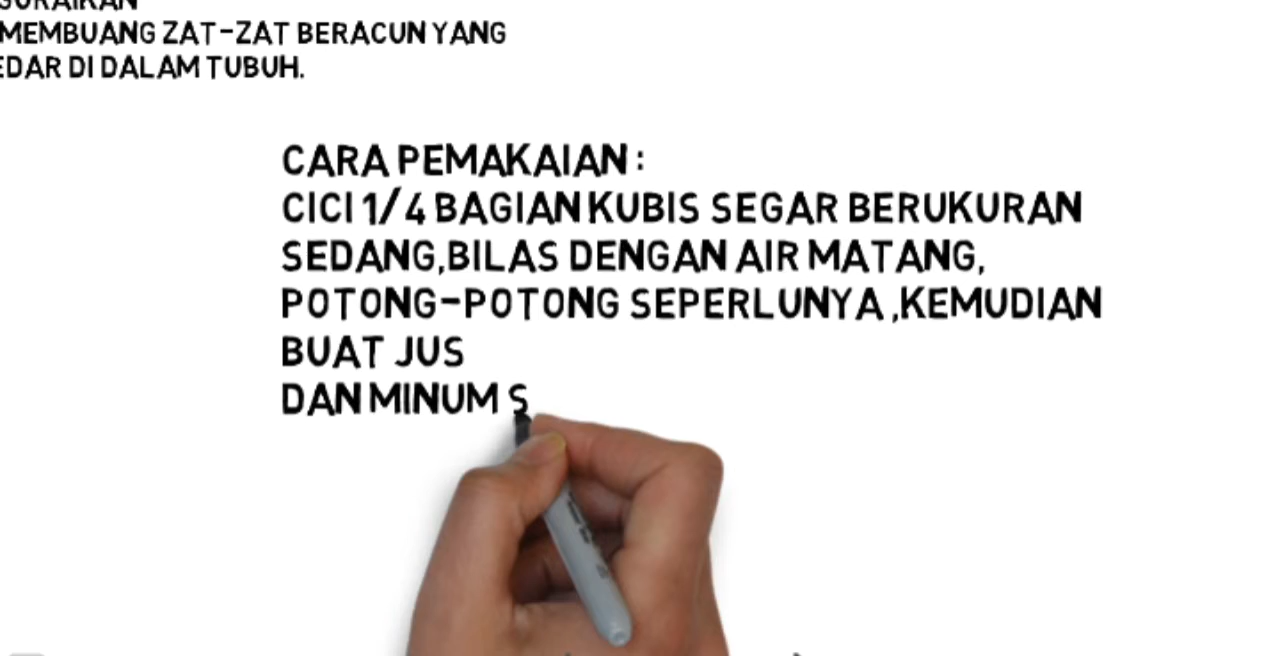 MEMBUANG ZAT-ZAT BERACUN YANG
EDAR DI DALAM TUBUH.
CARA PEMAKAIAN :
CICI 1/4 BAGIAN KUBIS SEGAR BERUKURAN
SEDANG,BILAS DENGAN AIR MATANG,
POTONG-POTONG SEPERLUNYA ,KEMUDIAN
BUAT JUS
DAN MINUM S